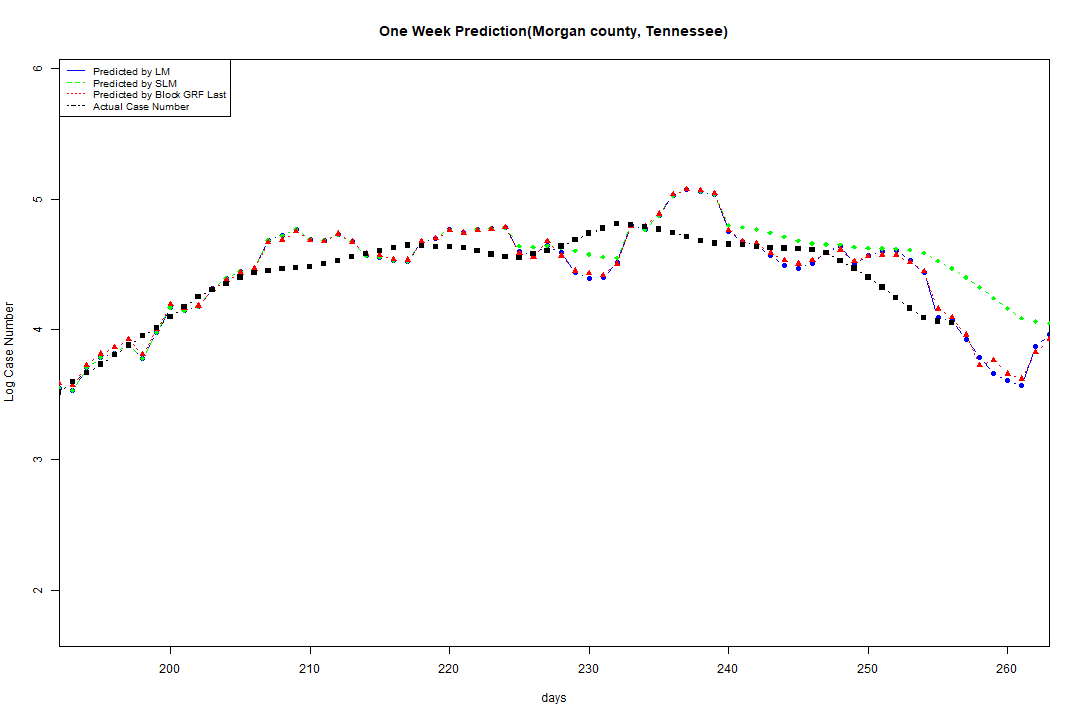 One Week Prediction(Morgan county, Tennessee)
Predicted by LM
Predicted by SLM
Predicted by Block GRF Last
Actual Case Number
6
5
4
3
2
Log Case Number
200 210 220 230 240 250 260
days